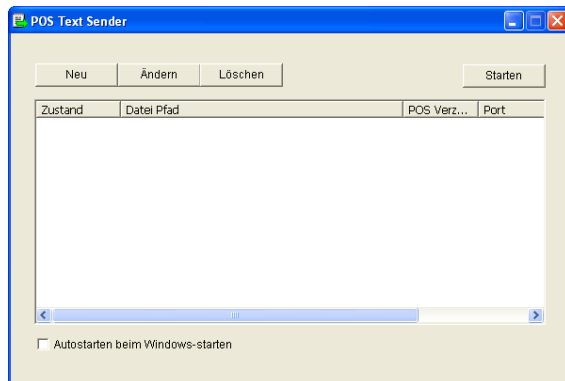 POS Text Sender
Neu Ändern Löschen Starten
Zustand Datei Pfad POS Verz... Port
Autostarten beim Windows-starten